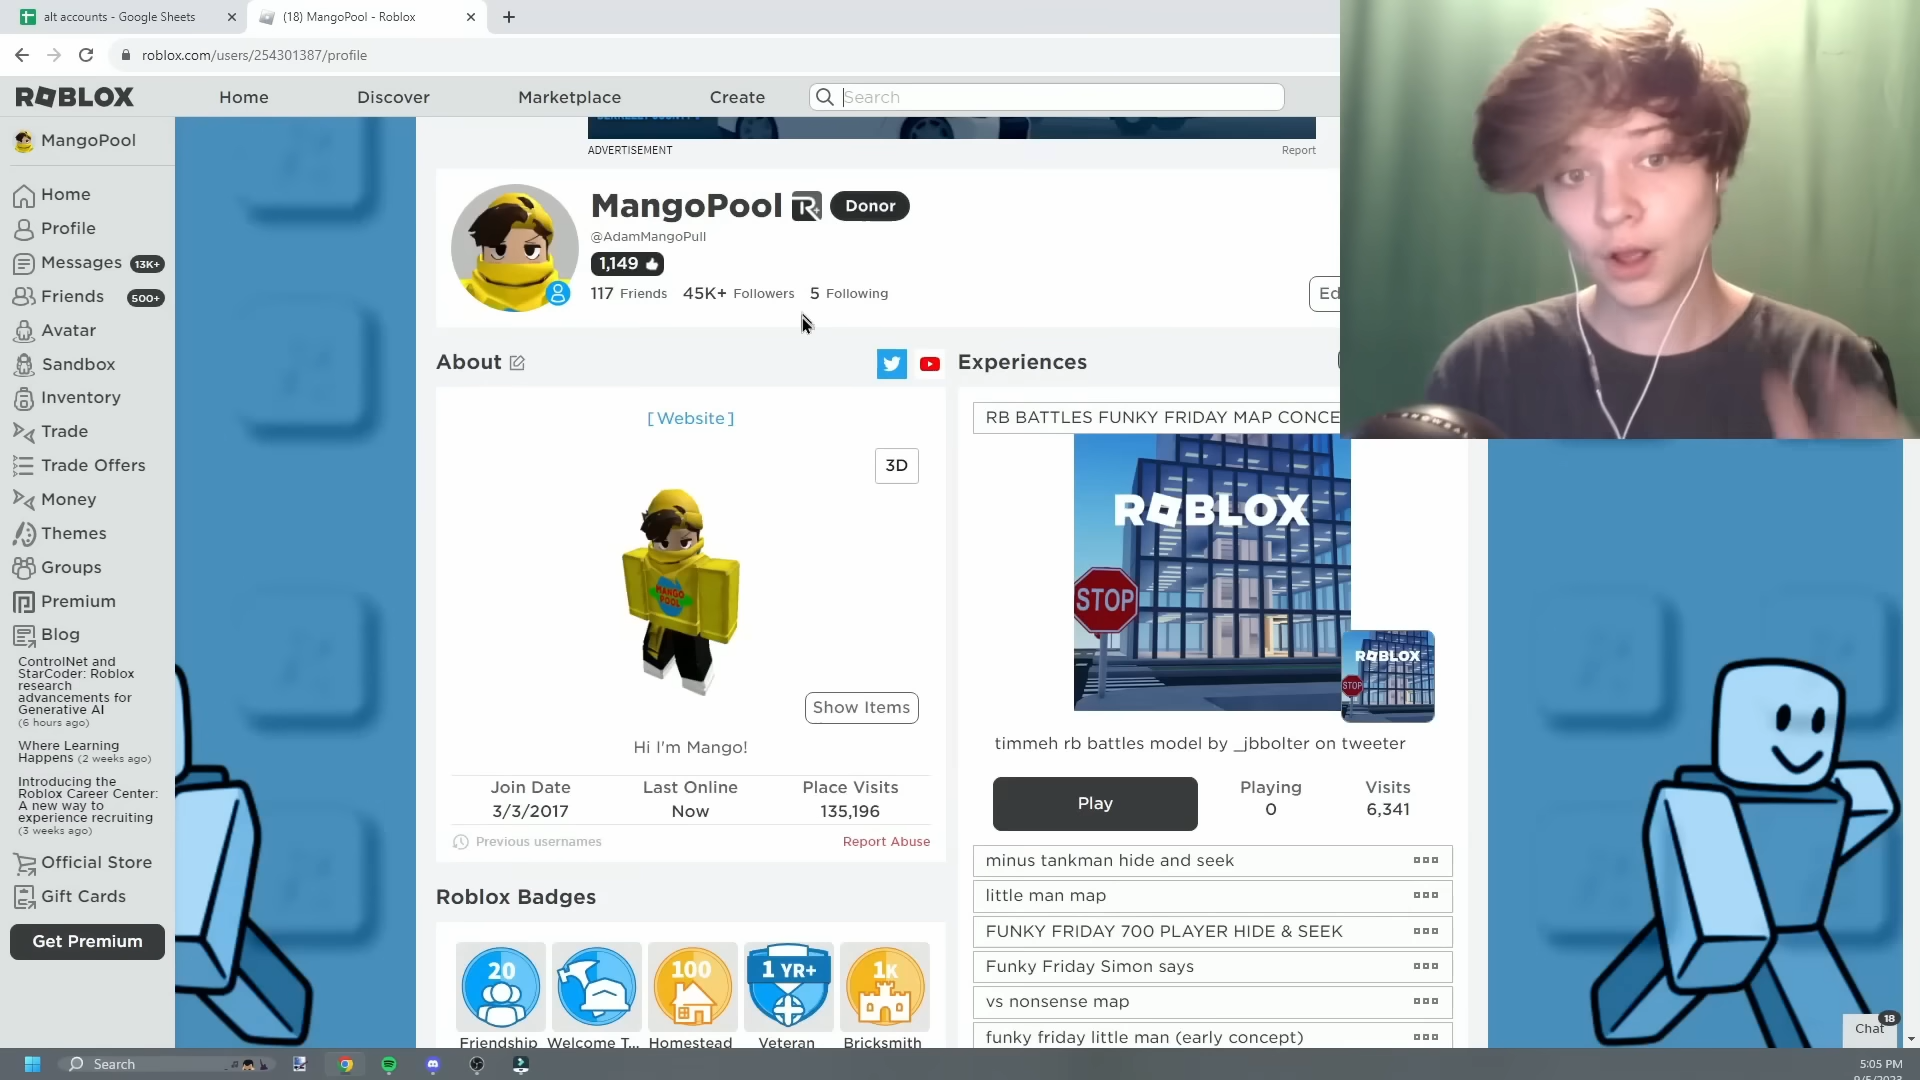 alt accounts - Google Sheets
(18) MangoPool - Roblox
roblox.com/users/254301387/profile
ROBLOX
Home
Discover
Marketplace
Create
Search
MangoPool
Home
Profile
Messages 13K+
Friends 500+
Avatar
Sandbox
Inventory
Trade
Trade Offers
Money
Themes
Groups
Premium
Blog
ControlNet and
StarCoder: Roblox
research
advancements for
Generative AI
(6 hours ago)
Where Learning
Happens (2 weeks ago)
Introducing the
Roblox Career Center:
A new way to
experience recruiting
(3 weeks ago)
Official Store
Gift Cards
Get Premium
ADVERTISEMENT
Report
MangoPool Donor
@AdamMangoPull
1,149
117 Friends 45K+ Followers 5 Following
About
[ Website ]
3D
MANGO
POOL
Show Items
Hi I'm Mango!
Join Date
3/3/2017
Last Online
Now
Place Visits
135,196
Previous usernames
Report Abuse
Roblox Badges
20
100
1 YR+
1K
Friendship
Welcome T...
Homestead
Veteran
Bricksmith
Experiences
RB BATTLES FUNKY FRIDAY MAP CONCE
ROBLOX
STOP
ROBLOX
STOP
timmeh rb battles model by _jbbolter on tweeter
Play
Playing
0
Visits
6,341
minus tankman hide and seek
little man map
FUNKY FRIDAY 700 PLAYER HIDE & SEEK
Funky Friday Simon says
vs nonsense map
funky friday little man (early concept)
Chat 18
Search
5:05 PM